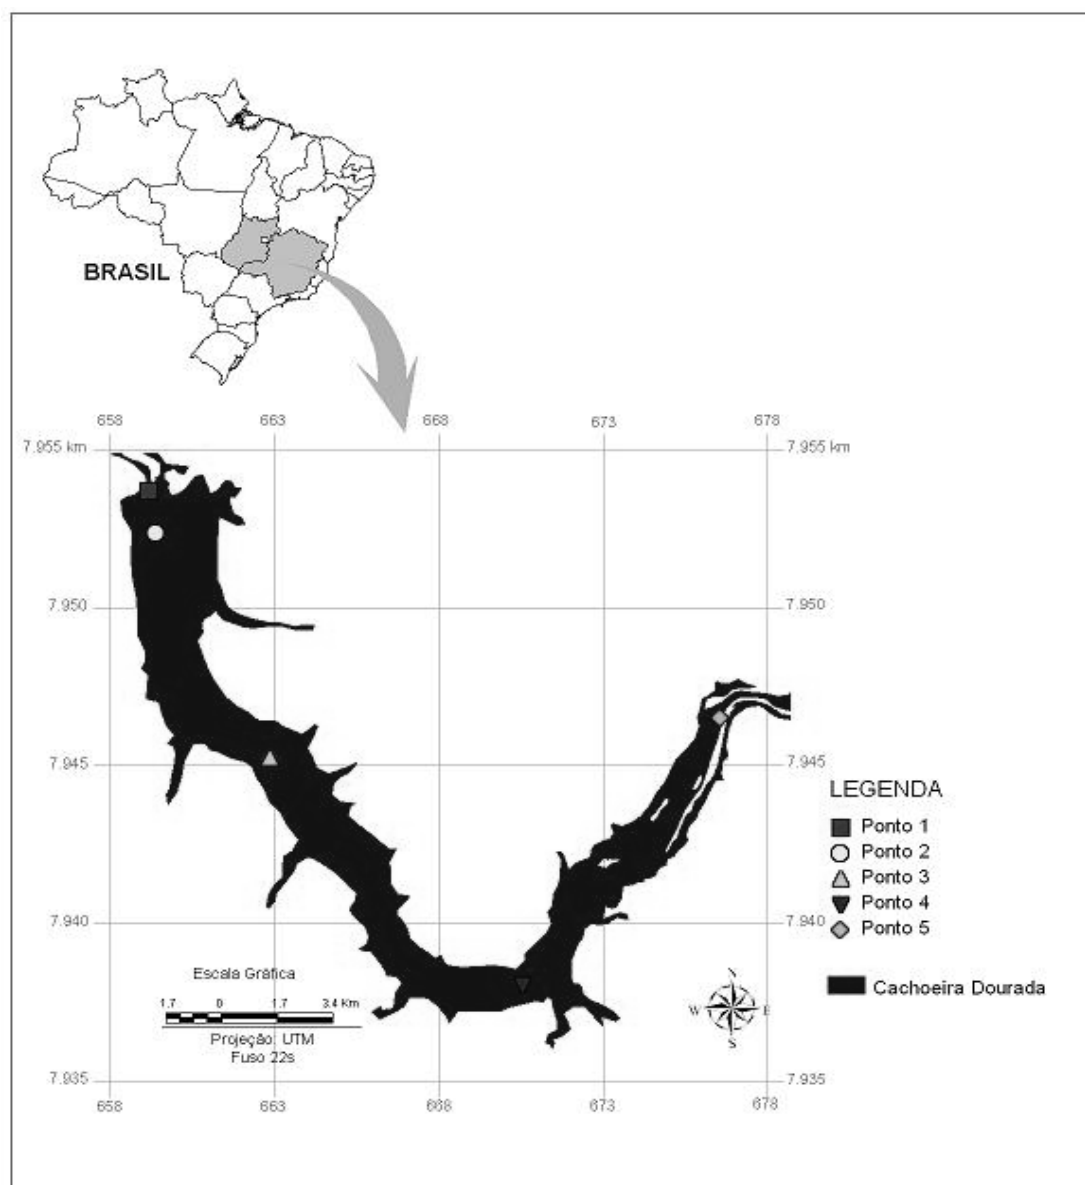 BRASIL
658 663 668 673 678
7.955 km 7.955 km
7.950 7.950
7.945 7.945
LEGENDA
Ponto 1
Ponto 2
Ponto 3
Ponto 4
Ponto 5
7.940 7.940
Escala Gráfica
1.7 0 1.7 3.4 Km
Projeção: UTM
Fuso 22s
N
W E
S
Cachoeira Dourada
7.935 7.935
658 663 668 673 678